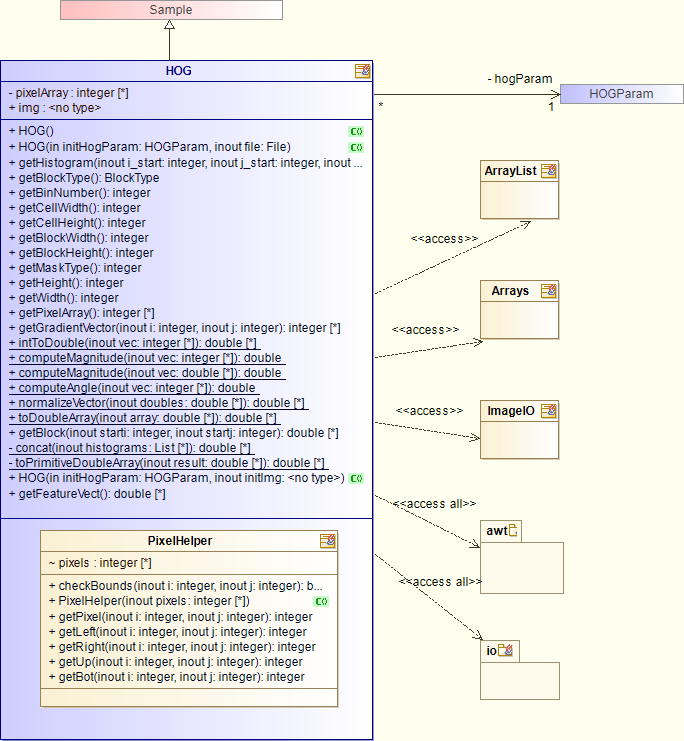 Sample
HOG
- pixelArray : integer [*]
+ img : <no type>
+ HOG()
+ HOG(in initHogParam: HOGParam, inout file: File)
+ getHistogram(inout i_start: integer, inout j_start: integer, inout ...
+ getBlockType(): BlockType
+ getBinNumber(): integer
+ getCellWidth(): integer
+ getCellHeight(): integer
+ getBlockWidth(): integer
+ getBlockHeight(): integer
+ getMaskType(): integer
+ getHeight(): integer
+ getWidth(): integer
+ getPixelArray(): integer [*]
+ getGradientVector(inout i: integer, inout j: integer): integer [*]
+ intToDouble(inout vec: integer [*]): double [*]
+ computeMagnitude(inout vec: integer [*]): double
+ computeMagnitude(inout vec: double [*]): double
+ computeAngle(inout vec: integer [*]): double
+ normalizeVector(inout doubles: double [*]): double [*]
+ toDoubleArray(inout array: double [*]): double [*]
+ getBlock(inout starti: integer, inout startj: integer): double [*]
- concat(inout histograms: List [*]): double [*]
- toPrimitiveDoubleArray(inout result: double [*]): double [*]
+ HOG(in initHogParam: HOGParam, inout initImg: <no type>)
+ getFeatureVect(): double [*]
PixelHelper
~ pixels : integer [*]
+ checkBounds(inout i: integer, inout j: integer): b...
+ PixelHelper(inout pixels: integer [*])
+ getPixel(inout i: integer, inout j: integer): integer
+ getLeft(inout i: integer, inout j: integer): integer
+ getRight(inout i: integer, inout j: integer): integer
+ getUp(inout i: integer, inout j: integer): integer
+ getBot(inout i: integer, inout j: integer): integer
- hogParam
*
1
HOGParam
ArrayList
<<access>>
Arrays
<<access>>
ImageIO
<<access>>
<<access all>>
awt
<<access all>>
io